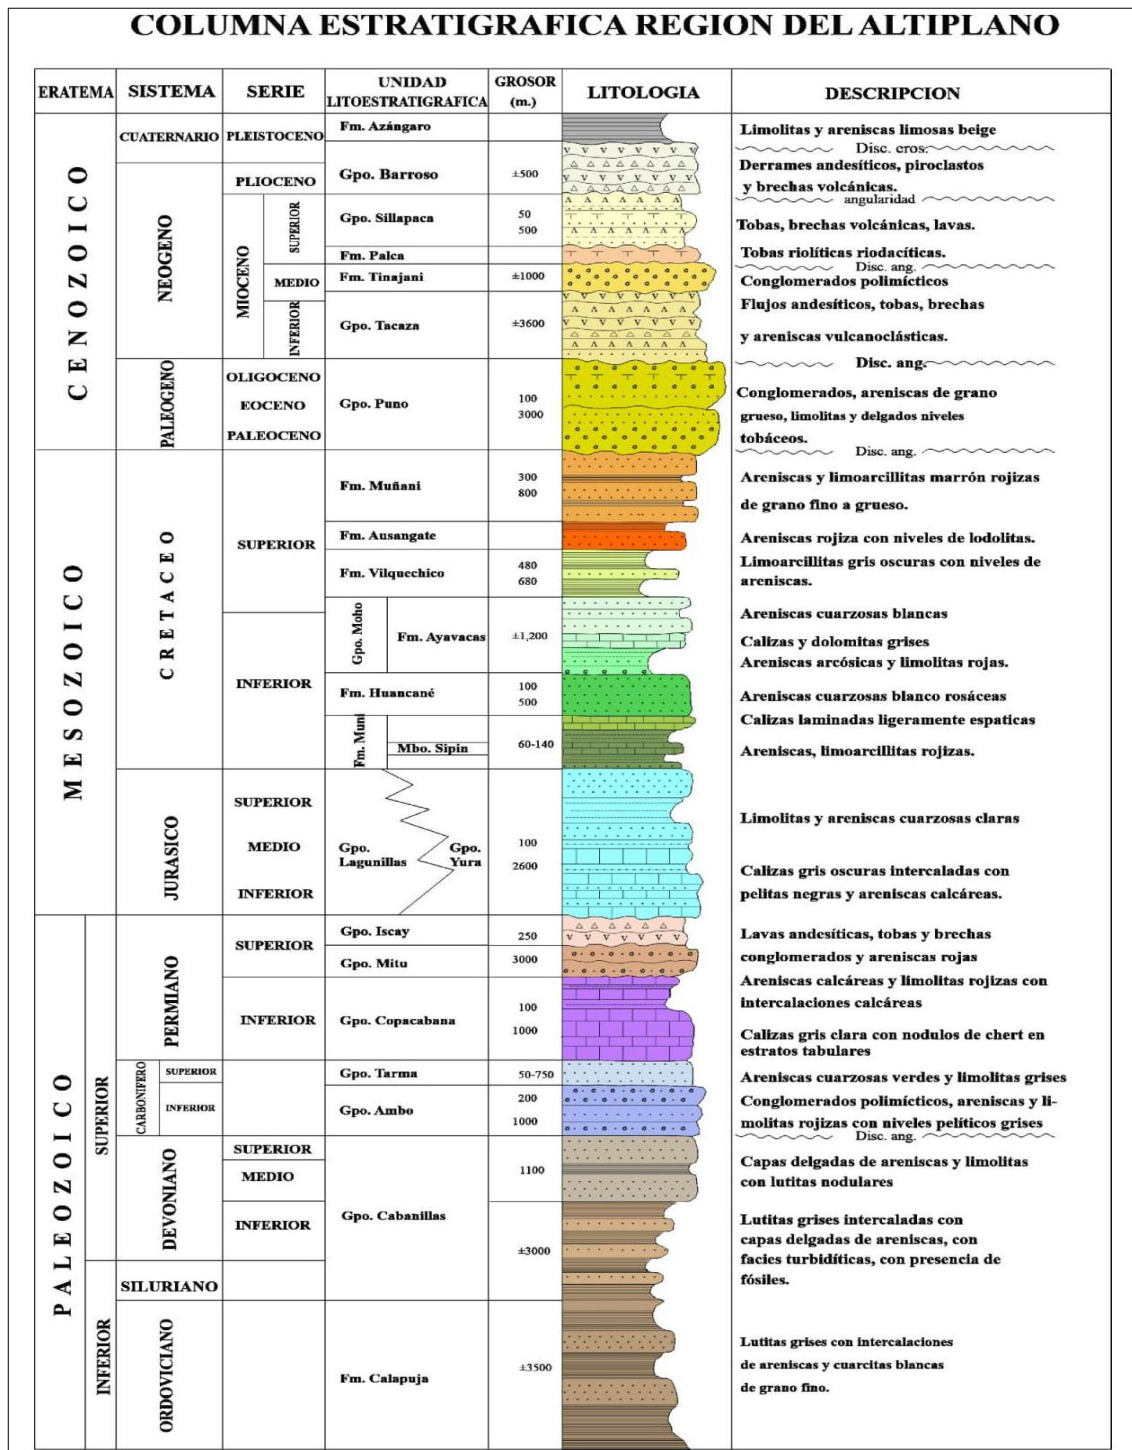 COLUMNA ESTRATIGRAFICA REGION DEL ALTIPLANO
ERATEMA SISTEMA SERIE UNIDAD LITOESTRATIGRAFICA GROSOR (m.) LITOLOGIA DESCRIPCION
CENOZOICO
CUATERNARIO PLEISTOCENO Fm. Azángaro Limolitas y areniscas limosas beige
Disc. eros.
NEOGENO
PLIOCENO Gpo. Barroso ±500 Derrames andesíticos, piroclastos
y brechas volcánicas.
angularidad
MIOCENO
SUPERIOR
Gpo. Sillapaca 50
500
Tobas, brechas volcánicas, lavas.
Fm. Palca Tobas riolíticas riodacíticas.
Disc. ang.
MEDIO Fm. Tinajani ±1000 Conglomerados polimícticos
INFERIOR
Gpo. Tacaza ±3600 Flujos andesíticos, tobas, brechas
y areniscas vulcanoclásticas.
Disc. ang.
PALEOGENO
OLIGOCENO
EOCENO
PALEOCENO
Gpo. Puno 100
3000
Conglomerados, areniscas de grano
grueso, limolitas y delgados niveles
tobáceos.
Disc. ang.
MESOZOICO
CRETACEO
SUPERIOR
Fm. Muñani 300
800
Areniscas y limoarcillitas marrón rojizas
de grano fino a grueso.
Fm. Ausangate Areniscas rojiza con niveles de lodolitas.
Fm. Vilquechico 480
680
Limoarcillitas gris oscuras con niveles de
areniscas.
INFERIOR
Gpo. Moho
Fm. Ayavacas ±1,200 Areniscas cuarzosas blancas
Calizas y dolomitas grises
Areniscas arcósicas y limolitas rojas.
Fm. Huancané 100
500
Areniscas cuarzosas blanco rosáceas
Fm. Muni
Mbo. Sipin 60-140 Calizas laminadas ligeramente espaticas
Areniscas, limoarcillitas rojizas.
JURASICO
SUPERIOR
MEDIO
INFERIOR
Gpo.
Lagunillas
Gpo.
Yura
100
2600
Limolitas y areniscas cuarzosas claras
Calizas gris oscuras intercaladas con
pelitas negras y areniscas calcáreas.
PALEOZOICO
SUPERIOR
PERMIANO
SUPERIOR
Gpo. Iscay 250 Lavas andesíticas, tobas y brechas
Gpo. Mitu 3000 conglomerados y areniscas rojas
INFERIOR
Gpo. Copacabana 100
1000
Areniscas calcáreas y limolitas rojizas con
intercalaciones calcáreas
Calizas gris clara con nodulos de chert en
estratos tabulares
CARBONIFERO
SUPERIOR Gpo. Tarma 50-750 Areniscas cuarzosas verdes y limolitas grises
INFERIOR Gpo. Ambo 200
1000
Conglomerados polimícticos, areniscas y li-
molitas rojizas con niveles pelíticos grises
Disc. ang.
DEVONIANO
SUPERIOR
MEDIO
INFERIOR
Gpo. Cabanillas
1100
Capas delgadas de areniscas y limolitas
con lutitas nodulares
±3000
Lutitas grises intercaladas con
capas delgadas de areniscas, con
facies turbidíticas, con presencia de
fósiles.
INFERIOR
SILURIANO
ORDOVICIANO
Fm. Calapuja ±3500
Lutitas grises con intercalaciones
de areniscas y cuarcitas blancas
de grano fino.